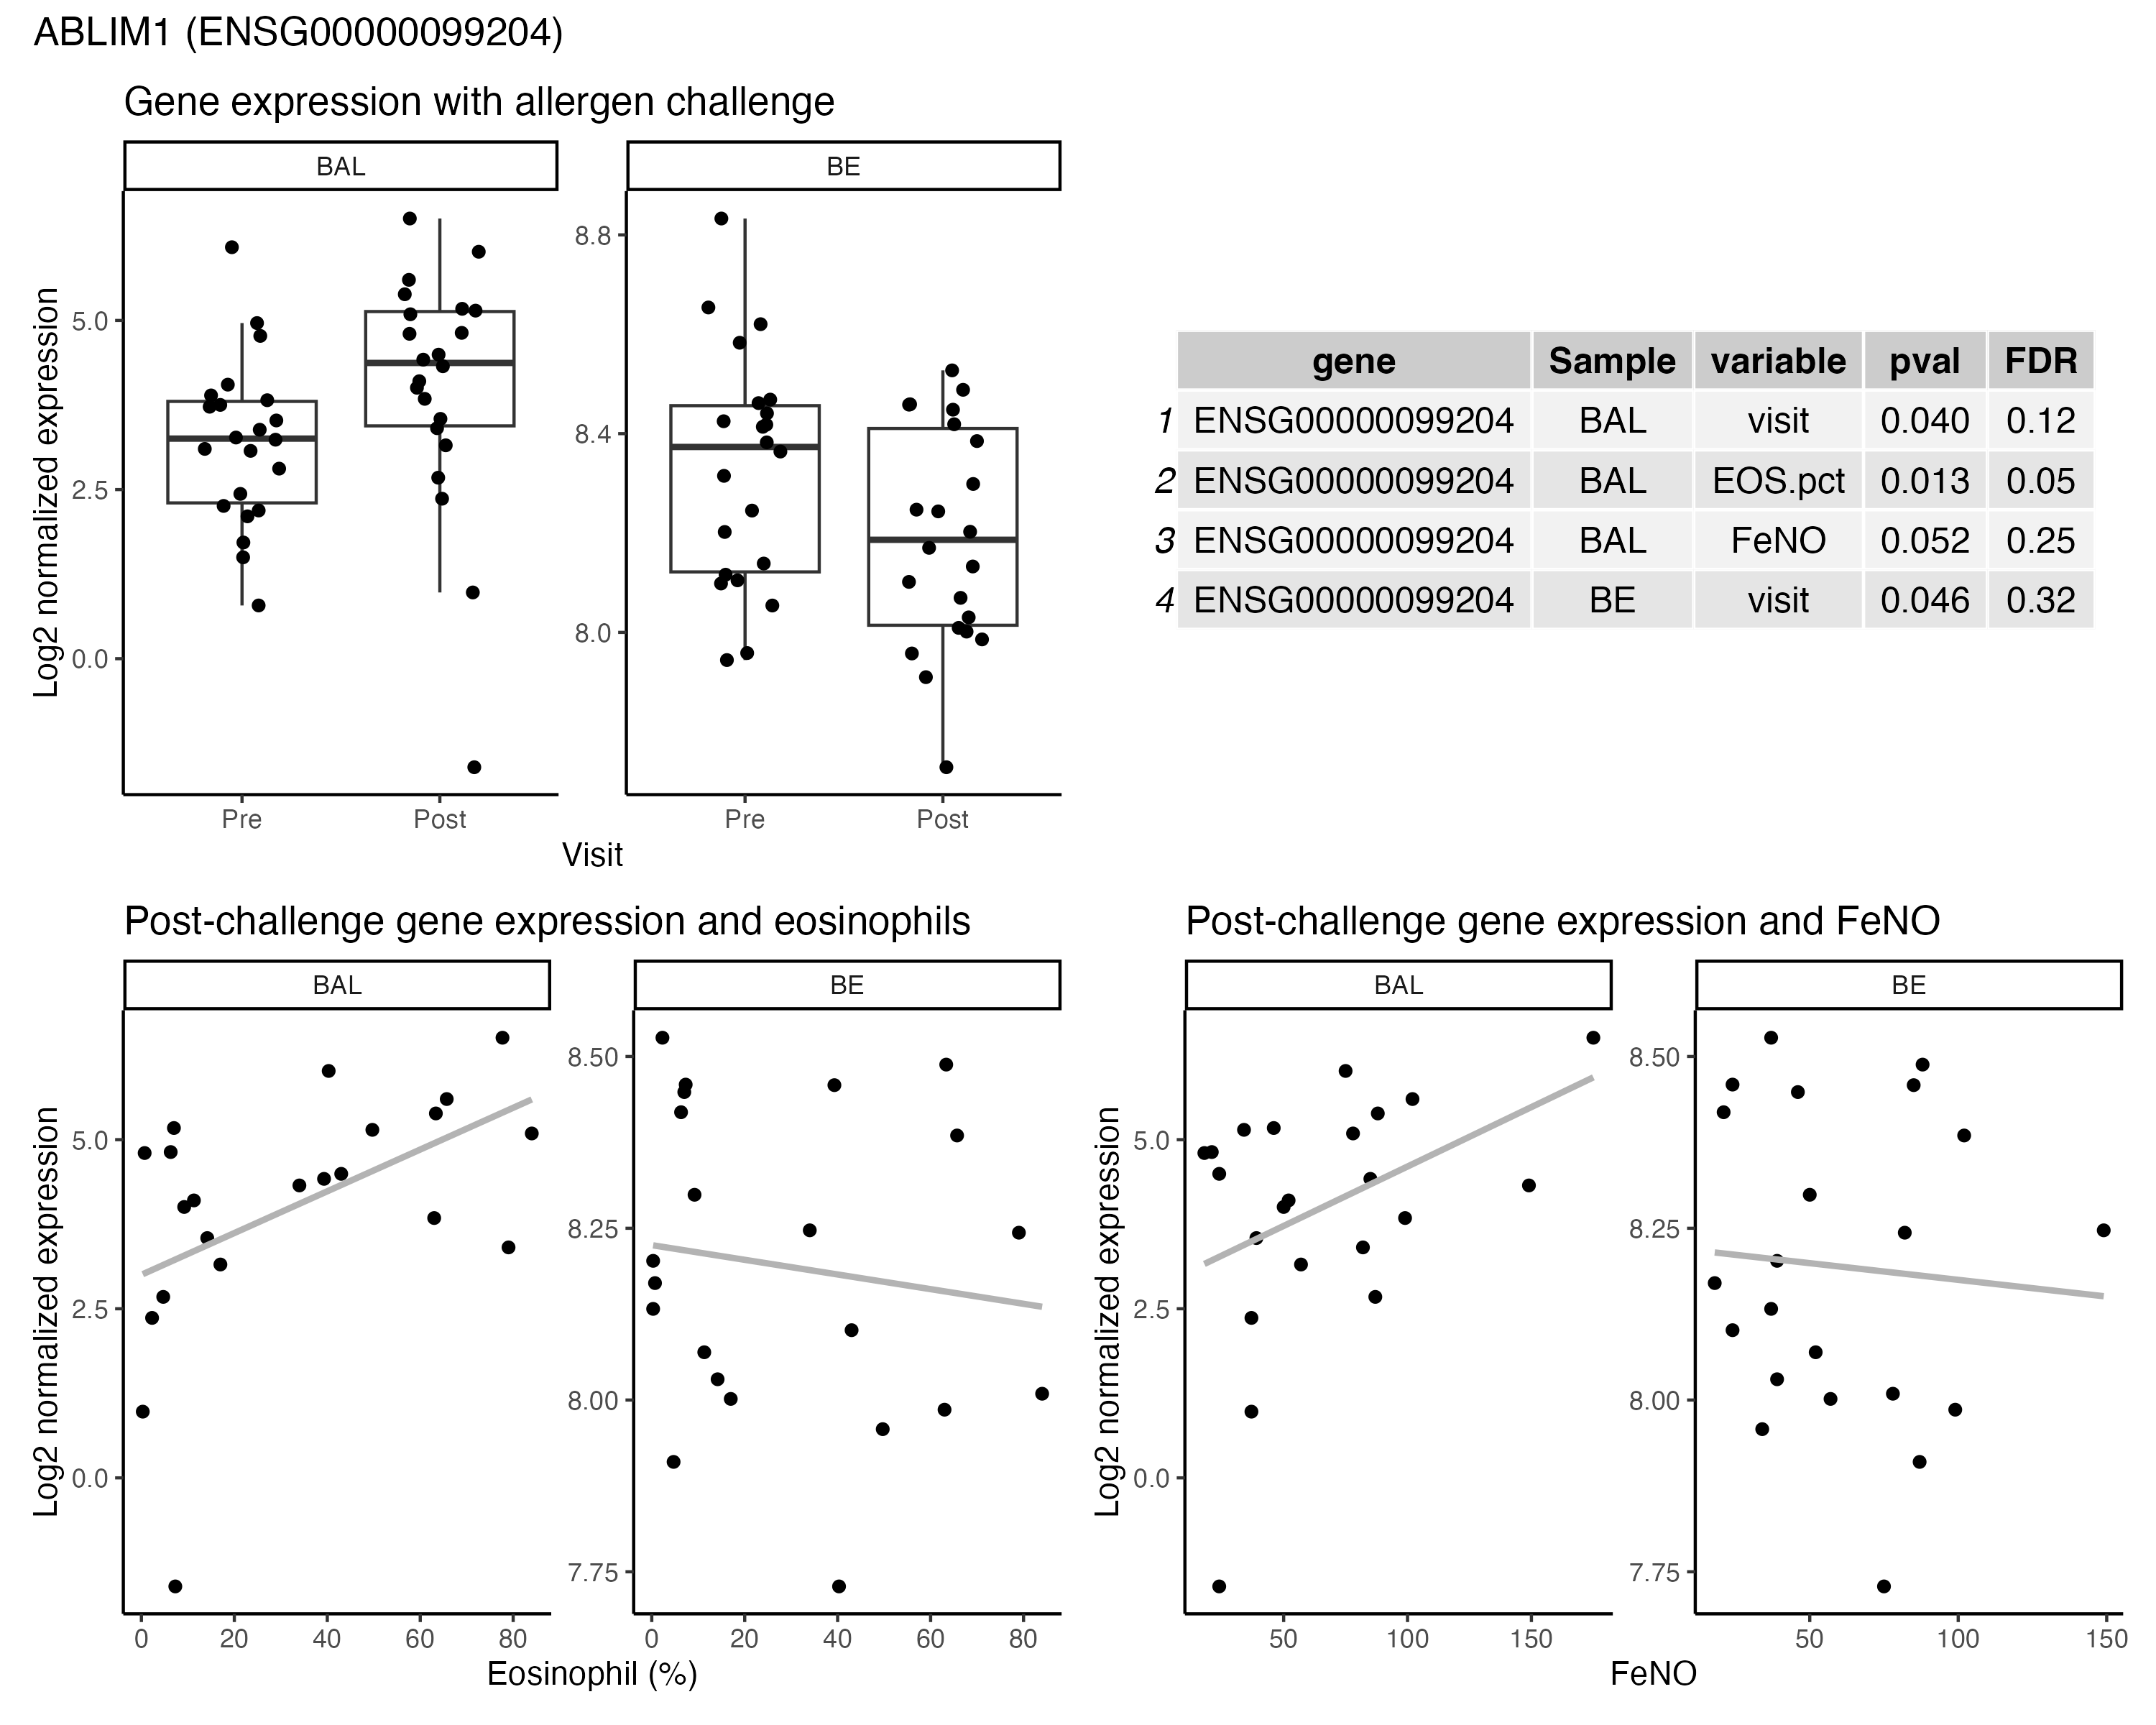 ABLIM1 (ENSG00000099204)
Gene expression with allergen challenge
BAL
BE
Log2 normalized expression
5.0
2.5
0.0
8.8
8.4
8.0
Pre
Post
Pre
Post
Visit
gene Sample variable pval FDR
1 ENSG00000099204 BAL visit 0.040 0.12
2 ENSG00000099204 BAL EOS.pct 0.013 0.05
3 ENSG00000099204 BAL FeNO 0.052 0.25
4 ENSG00000099204 BE visit 0.046 0.32
Post-challenge gene expression and eosinophils
BAL
BE
Log2 normalized expression
5.0
2.5
0.0
8.50
8.25
8.00
7.75
0 20 40 60 80
0 20 40 60 80
Eosinophil (%)
Post-challenge gene expression and FeNO
BAL
BE
Log2 normalized expression
5.0
2.5
0.0
8.50
8.25
8.00
7.75
50 100 150
50 100 150
FeNO